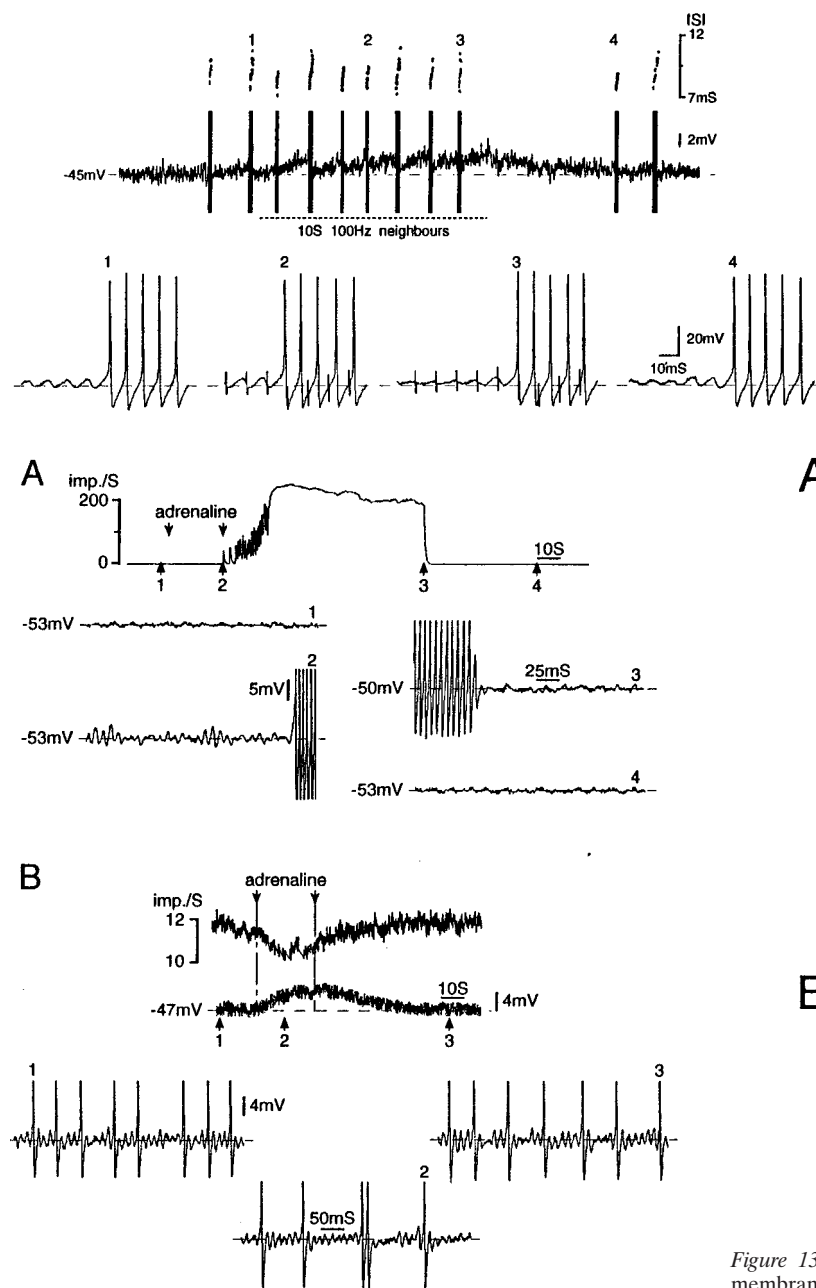 ISI
1 2 3 4 12
7mS
2mV
-45mV
10S 100Hz neighbours
1 2 3 4
20mV
10mS
A
A imp./S
200 adrenaline
0 10S
1 2 3 4
-53mV 1
2 25mS 3
5mV -50mV
-53mV
-53mV 4
B
adrenaline
imp./S
12
10
10S
-47mV 4mV
1 2 3
1 3
4mV
2
50mS
Figure 13
membran